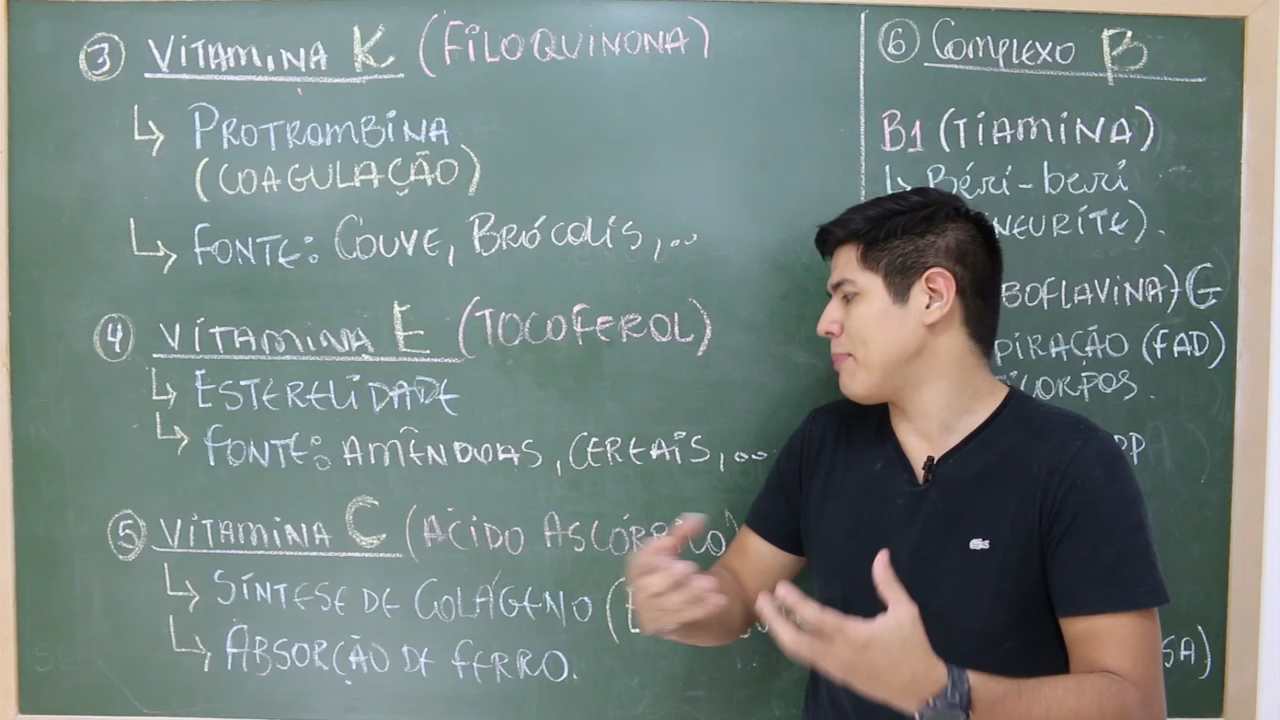 3 VITAMINA K (FILOQUINONA)
↳ PROTROMBINA
(COAGULAÇÃO)
↳ FONTE: COUVE, BRÓCOLIS,...
4 VITAMINA E (TOCOFEROL)
↳ ESTERELIDADE
↳ FONTE: AMÊNDOAS, CEREAIS,...
5 VITAMINA C (ÁCIDO ASCÓRBICO)
↳ SÍNTESE DE COLÁGENO (
↳ ABSORÇÃO DE FERRO.
6 COMPLEXO B
B1 (TIAMINA)
↳ Béri-beri
NEURITE).
BOFLAVINA)-G
PIRAÇÃO (FAD)
CORPOS.
PP
SA)